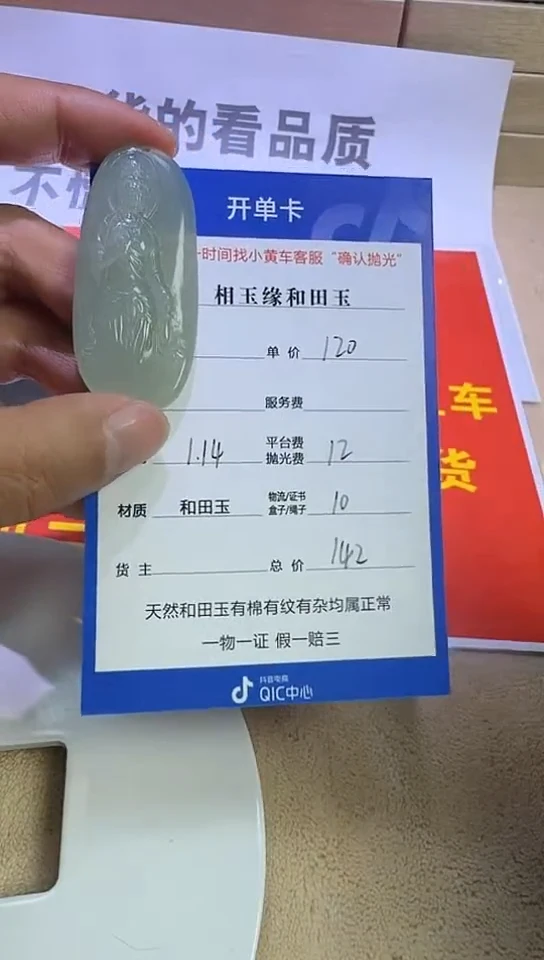 货的看品质
不
开单卡
一时间找小黄车客服“确认抛光”
相玉缘和田玉
单价 120
服务费
1.14 平台费 抛光费 12
材质 和田玉 物流/证书 盒子/绳子 10
货主 总价 142
天然和田玉有棉有纹有杂均属正常
一物一证 假一赔三
抖音电商
QIC中心
车
货